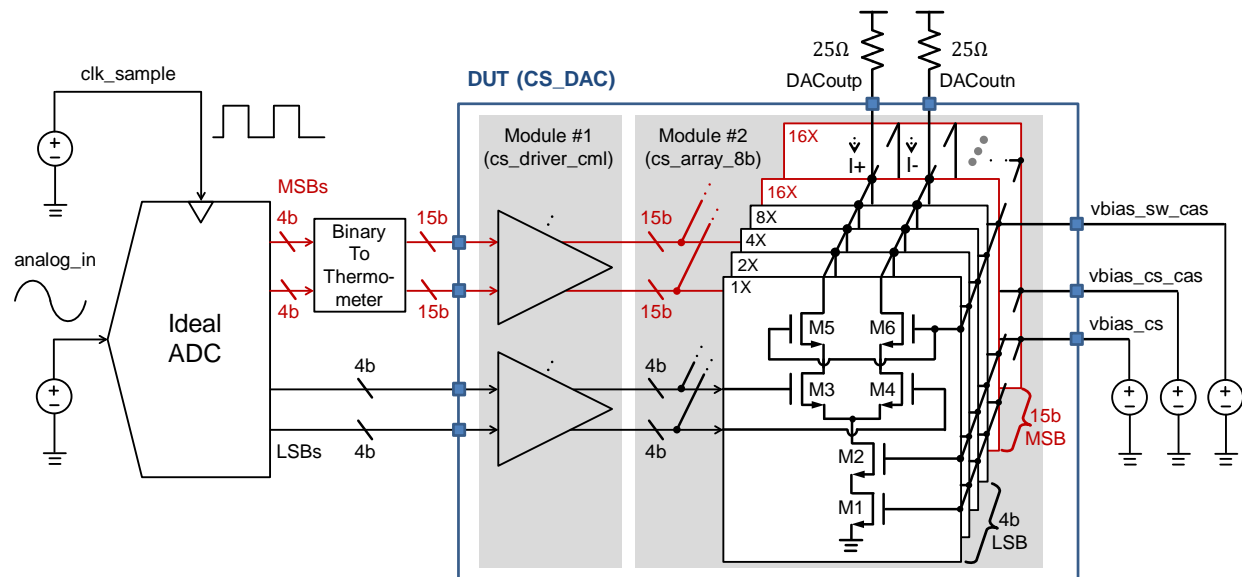 25Ω
25Ω
clk_sample
DUT (CS_DAC)
DACoutp
DACoutn
+
−
Module #1
(cs_driver_cml)
Module #2
(cs_array_8b)
16X
I+
I-
MSBs
16X
4b
15b
15b
8X
vbias_sw_cas
Binary
To
Thermo-
meter
4X
analog_in
4b
15b
15b
2X
1X
vbias_cs_cas
Ideal
ADC
M5
M6
vbias_cs
4b
4b
M3
M4
+
−
+
−
+
−
+
−
15b
MSB
LSBs
4b
4b
M2
M1
4b
LSB